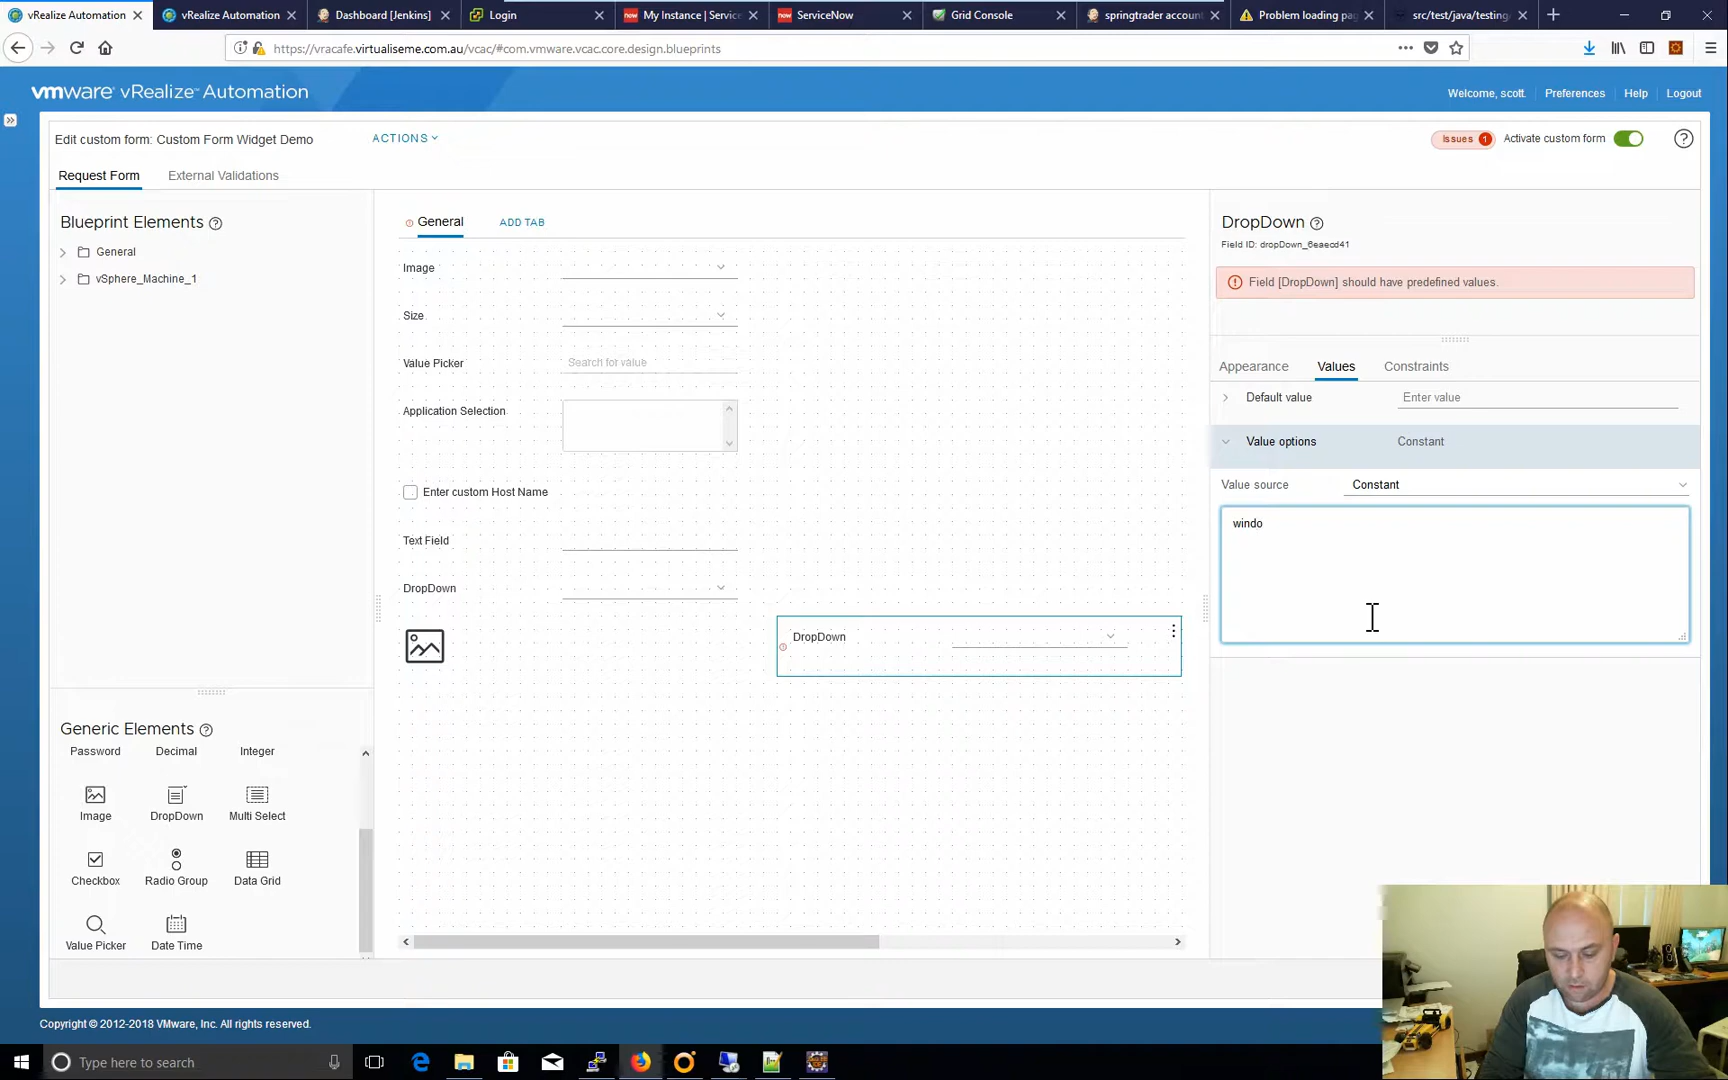 vRealize Automation
vRealize Automation
Dashboard [Jenkins]
Login
My Instance | Service
ServiceNow
Grid Console
springtrader accoun
Problem loading pag
src/test/java/testing
https://vracafe.virtualiseme.com.au/vcac/#com.vmware.vcac.core.design.blueprints
vmware vRealize Automation
Welcome, scott.
Preferences
Help
Logout
Edit custom form: Custom Form Widget Demo
ACTIONS
Issues 1
Activate custom form
Request Form
External Validations
Blueprint Elements
General
vSphere_Machine_1
General
ADD TAB
Image
Size
Value Picker
Search for value
Application Selection
Enter custom Host Name
Text Field
DropDown
DropDown
DropDown
Field ID: dropDown_6eaecd41
Field [DropDown] should have predefined values.
Appearance
Values
Constraints
Default value
Enter value
Value options
Constant
Value source
Constant
windo
Generic Elements
Password
Decimal
Integer
Image
DropDown
Multi Select
Checkbox
Radio Group
Data Grid
Value Picker
Date Time
Copyright © 2012-2018 VMware, Inc. All rights reserved.
Type here to search